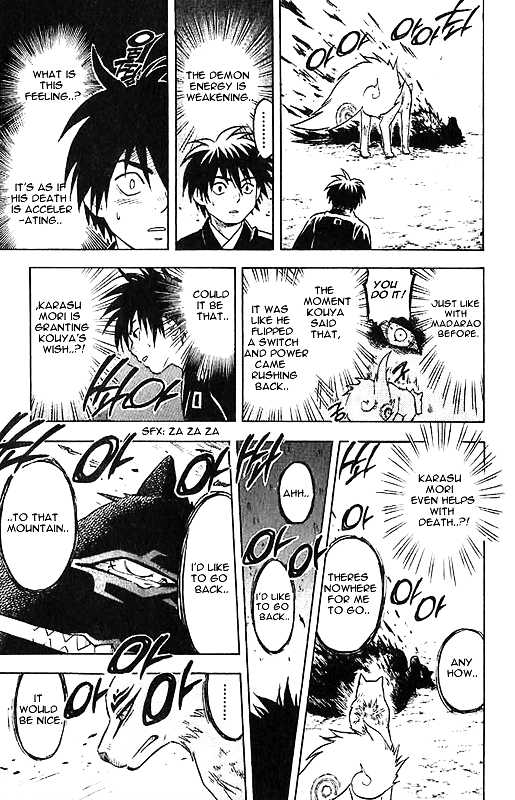 THE DEMON
ENERGY IS
WEAKENING..
..........
WHAT IS
THIS
FEELING..?
IT'S AS IF
HIS DEATH
IS ACCELER
-ATING..
JUST LIKE
WITH
MADARAO
BEFORE.
YOU
DO IT!
THE
MOMENT
KOUYA
SAID
THAT,
IT WAS
LIKE HE
FLIPPED
A SWITCH
AND POWER
CAME
RUSHING
BACK..
COULD
IT BE
THAT..
,KARASU
MORI IS
GRANTING
KOUYA'S
WISH..?!
SFX: ZA ZA ZA
KARASU
MORI
EVEN HELPS
WITH
DEATH..?!
ANY
HOW..
THERES
NOWHERE
FOR ME
TO GO..
AHH..
I'D LIKE
TO GO
BACK..
I'D LIKE
TO GO
BACK..
..TO THAT
MOUNTAIN..
........
IT
WOULD
BE NICE.